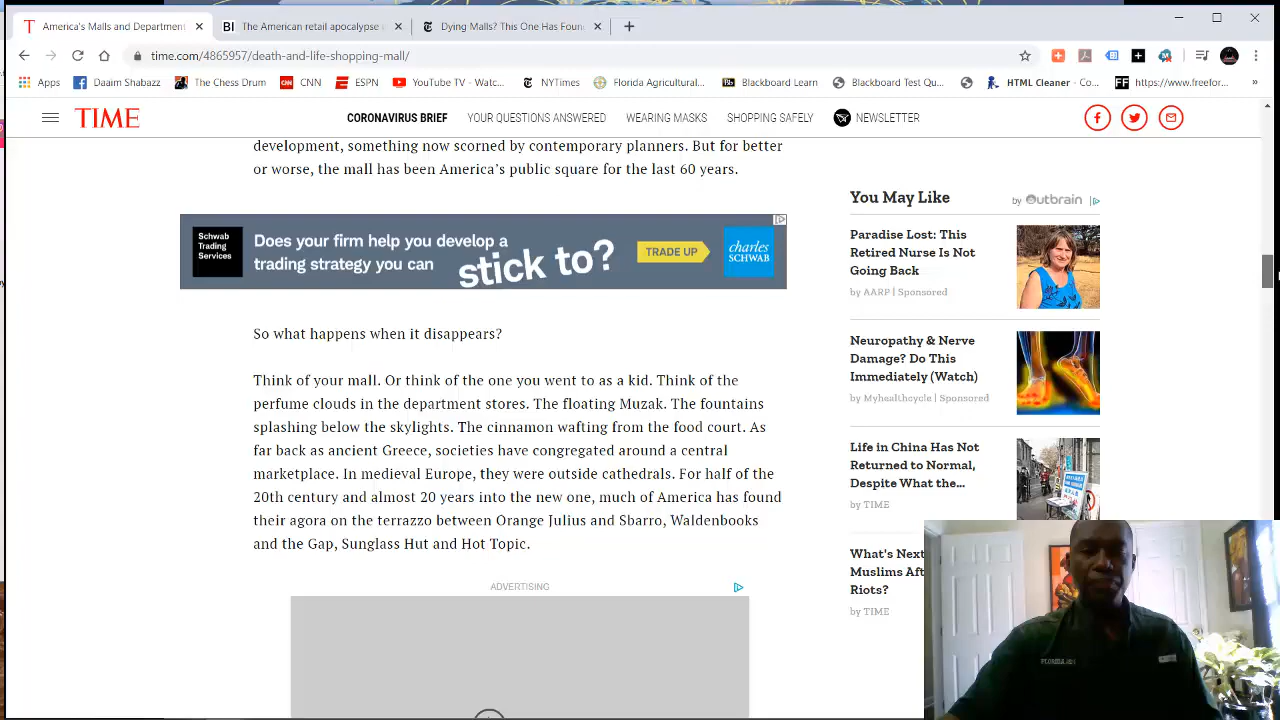 America's Malls and Department
The American retail apocalypse
Dying Malls? This One Has Foun
time.com/4865957/death-and-life-shopping-mall/
Apps
Daaim Shabazz
The Chess Drum
CNN
ESPN
YouTube TV - Watc...
NYTimes
Florida Agricultural...
Blackboard Learn
Blackboard Test Qu...
HTML Cleaner - Co...
https://www.freefor...
TIME
CORONAVIRUS BRIEF
YOUR QUESTIONS ANSWERED
WEARING MASKS
SHOPPING SAFELY
NEWSLETTER
development, something now scorned by contemporary planners. But for better
or worse, the mall has been America's public square for the last 60 years.
Schwab
Trading
Services
Does your firm help you develop a
trading strategy you can
stick to?
TRADE UP
charles
SCHWAB
So what happens when it disappears?
Think of your mall. Or think of the one you went to as a kid. Think of the
perfume clouds in the department stores. The floating Muzak. The fountains
splashing below the skylights. The cinnamon wafting from the food court. As
far back as ancient Greece, societies have congregated around a central
marketplace. In medieval Europe, they were outside cathedrals. For half of the
20th century and almost 20 years into the new one, much of America has found
their agora on the terrazzo between Orange Julius and Sbarro, Waldenbooks
and the Gap, Sunglass Hut and Hot Topic.
ADVERTISING
You May Like
by Outbrain
Paradise Lost: This
Retired Nurse Is Not
Going Back
by AARP | Sponsored
Neuropathy & Nerve
Damage? Do This
Immediately (Watch)
by Myhealthcycle | Sponsored
Life in China Has Not
Returned to Normal,
Despite What the...
by TIME
What's Next
Muslims Aft
Riots?
by TIME